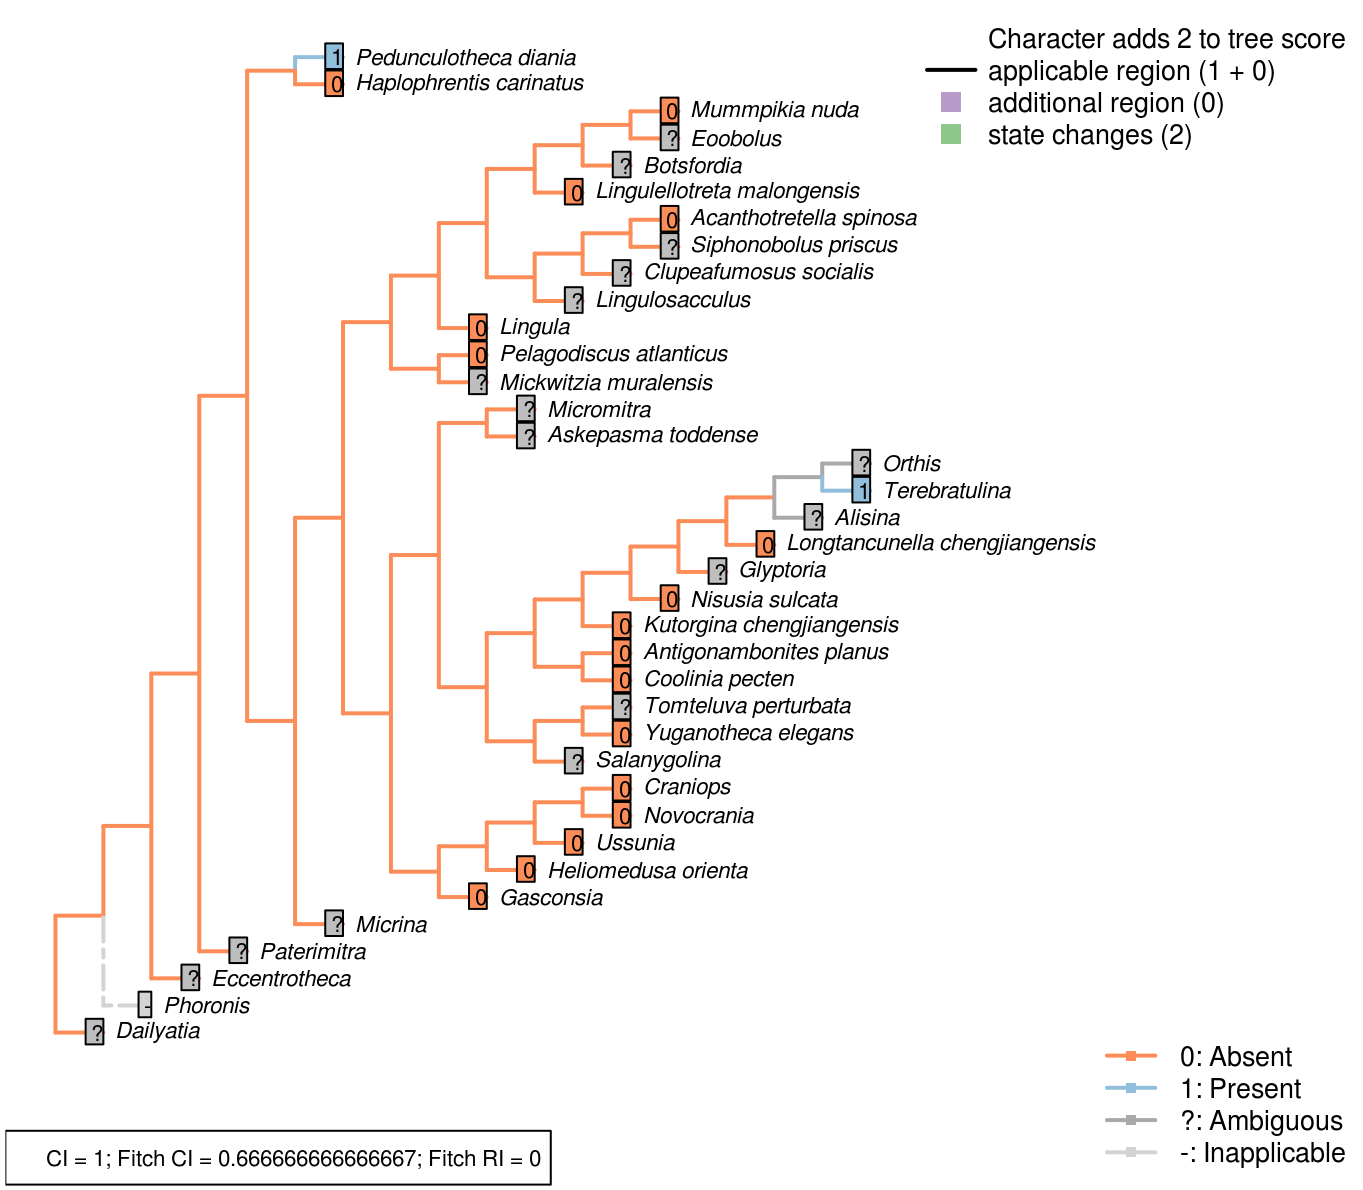 Character adds 2 to tree score
applicable region (1 + 0)
additional region (0)
state changes (2)
1 Pedunculotheca diania
0 Haplophrentis carinatus
0 Mummpikia nuda
? Eoobolus
? Botsfordia
0 Lingulellotreta malongensis
0 Acanthotretella spinosa
? Siphonobolus priscus
? Clupeafumosus socialis
? Lingulosacculus
0 Lingula
0 Pelagodiscus atlanticus
? Mickwitzia muralensis
? Micromitra
? Askepasma toddense
? Orthis
1 Terebratulina
? Alisina
0 Longtancunella chengjiangensis
? Glyptoria
0 Nisusia sulcata
0 Kutorgina chengjiangensis
0 Antigonambonites planus
0 Coolinia pecten
? Tomteluva perturbata
0 Yuganotheca elegans
? Salanygolina
0 Craniops
0 Novocrania
0 Ussunia
0 Heliomedusa orienta
0 Gasconsia
? Micrina
? Paterimitra
? Eccentrotheca
- Phoronis
? Dailyatia
0: Absent
1: Present
?: Ambiguous
-: Inapplicable
CI = 1; Fitch CI = 0.666666666666667; Fitch RI = 0